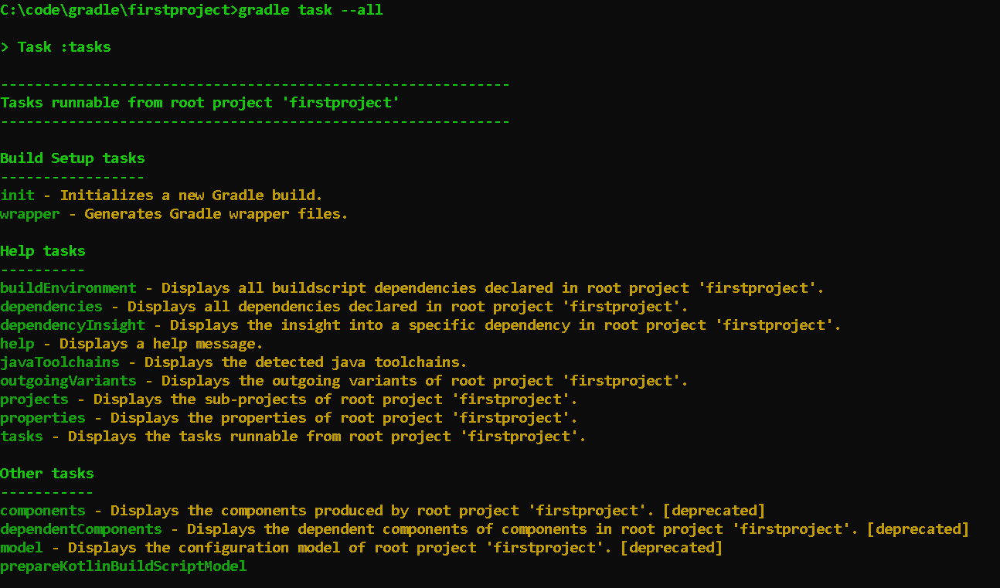 C:\code\gradle\firstproject>gradle task --all
> Task :tasks
------------------------------------------------------------
Tasks runnable from root project 'firstproject'
------------------------------------------------------------
Build Setup tasks
-----------------
init - Initializes a new Gradle build.
wrapper - Generates Gradle wrapper files.
Help tasks
----------
buildEnvironment - Displays all buildscript dependencies declared in root project 'firstproject'.
dependencies - Displays all dependencies declared in root project 'firstproject'.
dependencyInsight - Displays the insight into a specific dependency in root project 'firstproject'.
help - Displays a help message.
javaToolchains - Displays the detected java toolchains.
outgoingVariants - Displays the outgoing variants of root project 'firstproject'.
projects - Displays the sub-projects of root project 'firstproject'.
properties - Displays the properties of root project 'firstproject'.
tasks - Displays the tasks runnable from root project 'firstproject'.
Other tasks
-----------
components - Displays the components produced by root project 'firstproject'. [deprecated]
dependentComponents - Displays the dependent components of components in root project 'firstproject'. [deprecated]
model - Displays the configuration model of root project 'firstproject'. [deprecated]
prepareKotlinBuildScriptModel